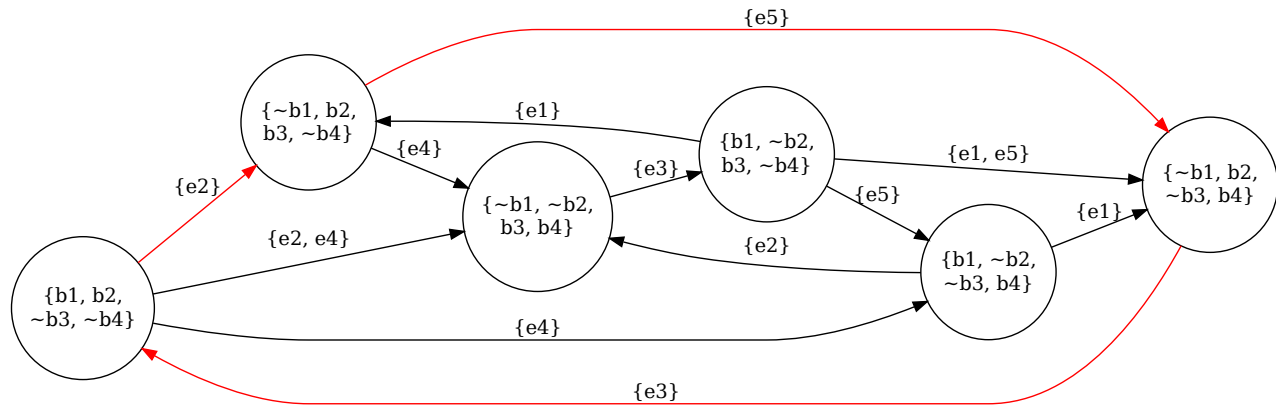 {e5}
{~b1, b2,
b3, ~b4}
{e1}
{b1, ~b2,
b3, ~b4}
{e4}
{e3}
{e1, e5}
{~b1, b2,
~b3, b4}
{e2}
{~b1, ~b2,
b3, b4}
{e5}
{e1}
{e2, e4}
{e2}
{b1, ~b2,
~b3, b4}
{b1, b2,
~b3, ~b4}
{e4}
{e3}